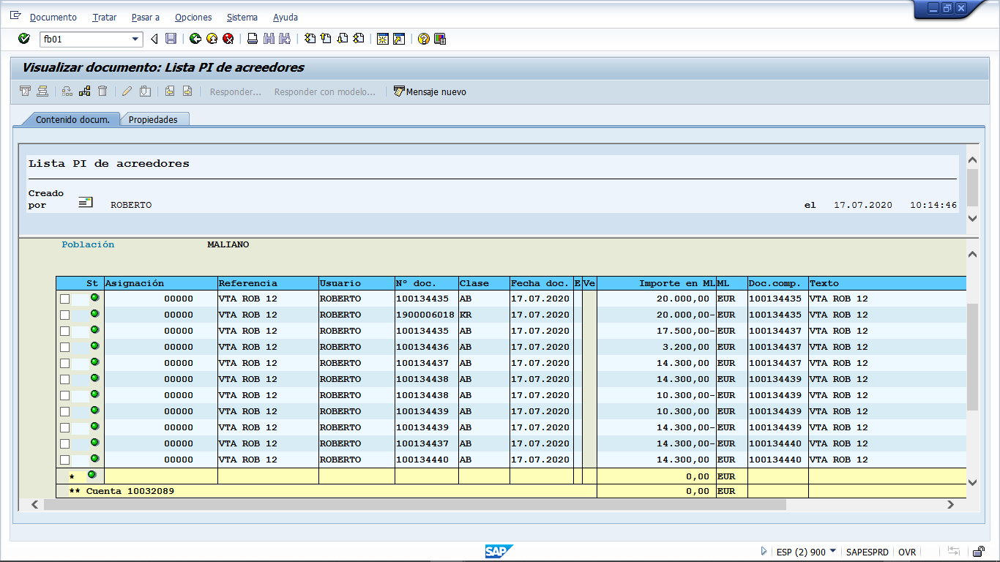 Documento Tratar Pasar a Opciones Sistema Ayuda
fb01
Visualizar documento: Lista PI de acreedores
Responder... Responder con modelo... Mensaje nuevo
Contenido docum. Propiedades
Lista PI de acreedores
Creado
por ROBERTO el 17.07.2020 10:14:46
Población MALIANO
St Asignación Referencia Usuario Nº doc. Clase Fecha doc. E Ve Importe en ML ML Doc.comp. Texto
00000 VTA ROB 12 ROBERTO 100134435 AB 17.07.2020 20.000,00 EUR 100134435 VTA ROB 12
00000 VTA ROB 12 ROBERTO 1900006018 KR 17.07.2020 20.000,00- EUR 100134435 VTA ROB 12
00000 VTA ROB 12 ROBERTO 100134435 AB 17.07.2020 17.500,00- EUR 100134437 VTA ROB 12
00000 VTA ROB 12 ROBERTO 100134436 AB 17.07.2020 3.200,00 EUR 100134437 VTA ROB 12
00000 VTA ROB 12 ROBERTO 100134437 AB 17.07.2020 14.300,00 EUR 100134437 VTA ROB 12
00000 VTA ROB 12 ROBERTO 100134438 AB 17.07.2020 14.300,00 EUR 100134439 VTA ROB 12
00000 VTA ROB 12 ROBERTO 100134438 AB 17.07.2020 10.300,00- EUR 100134439 VTA ROB 12
00000 VTA ROB 12 ROBERTO 100134439 AB 17.07.2020 10.300,00 EUR 100134439 VTA ROB 12
00000 VTA ROB 12 ROBERTO 100134439 AB 17.07.2020 14.300,00- EUR 100134439 VTA ROB 12
00000 VTA ROB 12 ROBERTO 100134437 AB 17.07.2020 14.300,00- EUR 100134440 VTA ROB 12
00000 VTA ROB 12 ROBERTO 100134440 AB 17.07.2020 14.300,00 EUR 100134440 VTA ROB 12
* 0,00 EUR
** Cuenta 10032089 0,00 EUR
SAP ESP (2) 900 SAPESPRD OVR